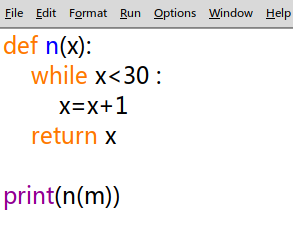 File Edit Format Run Options Window Help
def n(x):
    while x<30 :
        x=x+1
    return x
print(n(m))